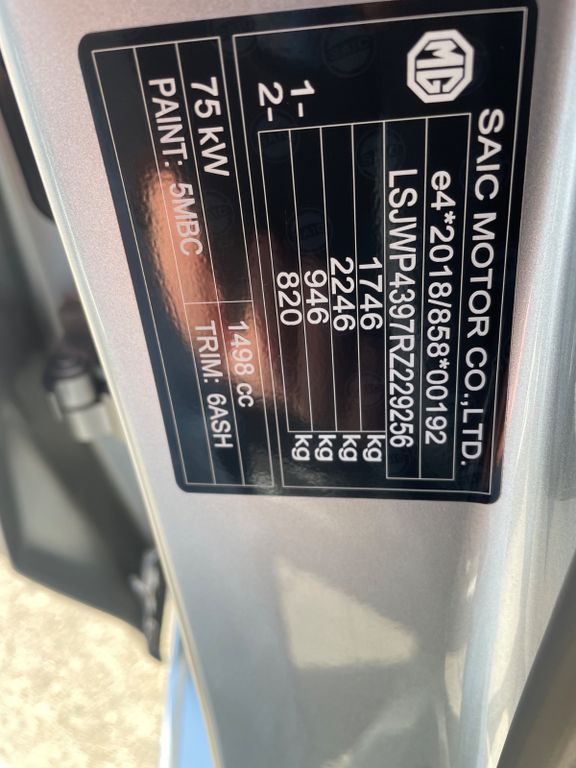 MG
SAIC MOTOR CO.,LTD.
e4*2018/858*00192
LSJWP4397RZ229256
1746 kg
2246 kg
1- 946 kg
2- 820 kg
75 kW 1498 cc
PAINT: 5MBC TRIM: 6ASH